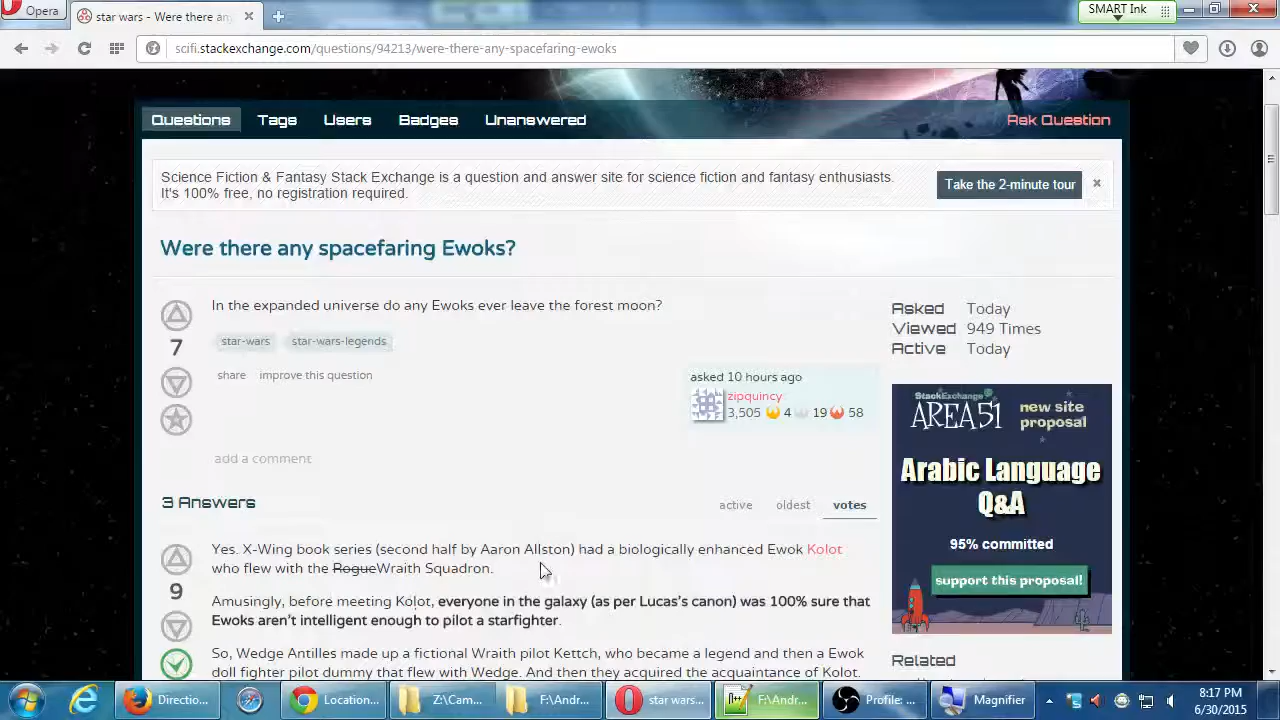 Opera
star wars - Were there any
SMART Ink
scifi.stackexchange.com/questions/94213/were-there-any-spacefaring-ewoks
Questions Tags Users Badges Unanswered Ask Question
Science Fiction & Fantasy Stack Exchange is a question and answer site for science fiction and fantasy enthusiasts.
It's 100% free, no registration required.
Take the 2-minute tour
Were there any spacefaring Ewoks?
In the expanded universe do any Ewoks ever leave the forest moon?
7
star-wars star-wars-legends
share improve this question
asked 10 hours ago
zipquincy
3,505 4 19 58
add a comment
Asked Today
Viewed 949 Times
Active Today
StackExchange
AREA51
new site
proposal
Arabic Language
Q&A
95% committed
support this proposal!
Related
3 Answers
active oldest votes
9
Yes. X-Wing book series (second half by Aaron Allston) had a biologically enhanced Ewok Kolot
who flew with the RogueWraith Squadron.
Amusingly, before meeting Kolot, everyone in the galaxy (as per Lucas's canon) was 100% sure that
Ewoks aren't intelligent enough to pilot a starfighter.
So, Wedge Antilles made up a fictional Wraith pilot Kettch, who became a legend and then a Ewok
doll fighter pilot dummy that flew with Wedge. And then they acquired the acquaintance of Kolot.
Directio...
Location...
Z:\Cam...
F:\Andr...
star wars...
F:\Andr...
Profile: ...
Magnifier
8:17 PM
6/30/2015